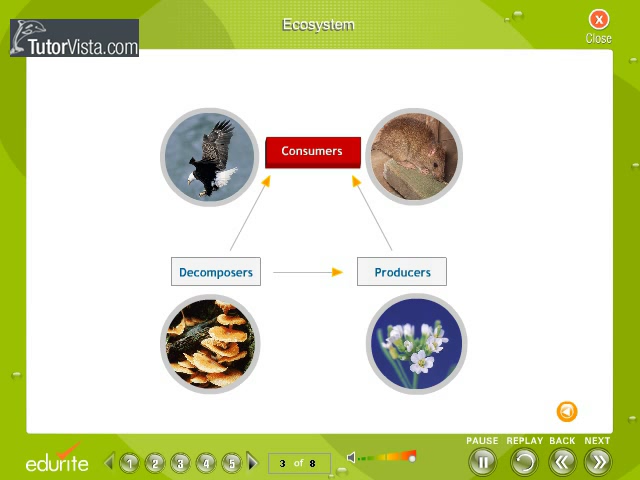 Ecosystem
TutorVista.com
Close
Consumers
Decomposers
Producers
PAUSE REPLAY BACK NEXT
edurite
1 2 3 4 5
3 of 8